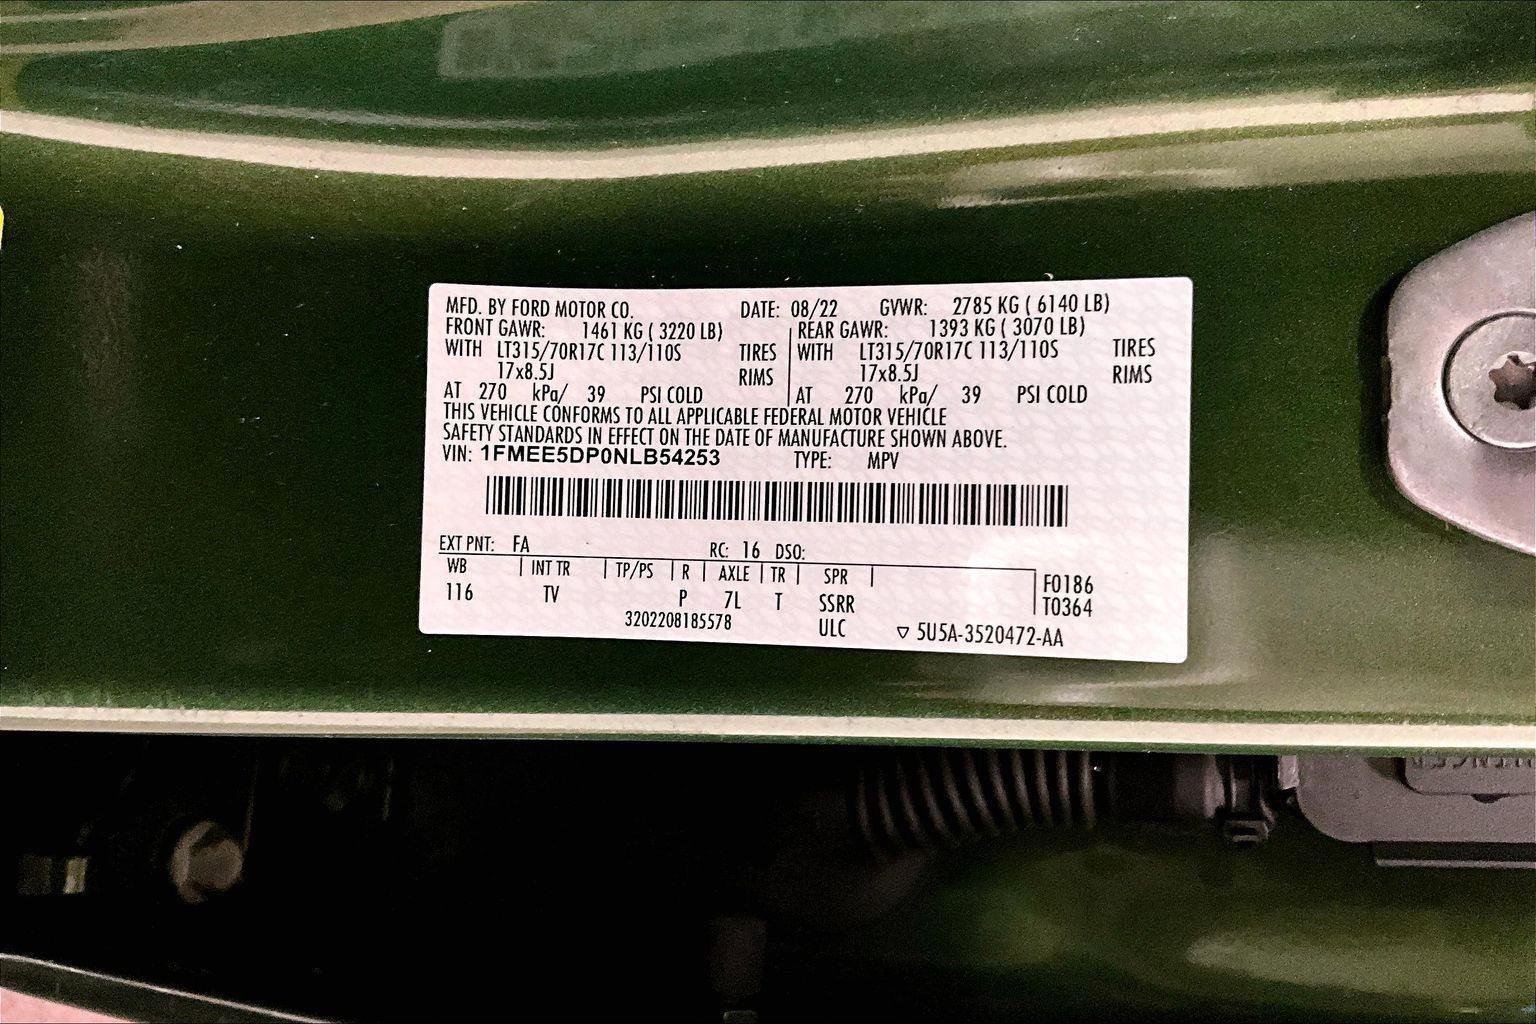 MFD. BY FORD MOTOR CO. DATE: 08/22 GVWR: 2785 KG ( 6140 LB)
FRONT GAWR: 1461 KG ( 3220 LB) REAR GAWR: 1393 KG ( 3070 LB)
WITH LT315/70R17C 113/110S TIRES WITH LT315/70R17C 113/110S TIRES
17x8.5J RIMS 17x8.5J RIMS
AT 270 kPa/ 39 PSI COLD AT 270 kPa/ 39 PSI COLD
THIS VEHICLE CONFORMS TO ALL APPLICABLE FEDERAL MOTOR VEHICLE
SAFETY STANDARDS IN EFFECT ON THE DATE OF MANUFACTURE SHOWN ABOVE.
VIN: 1FMEE5DP0NLB54253 TYPE: MPV
EXT PNT: FA RC: 16 DSO:
WB INT TR TP/PS R AXLE TR SPR F0186
116 TV P 7L T SSRR T0364
3202208185578 ULC ▽ 5U5A-3520472-AA